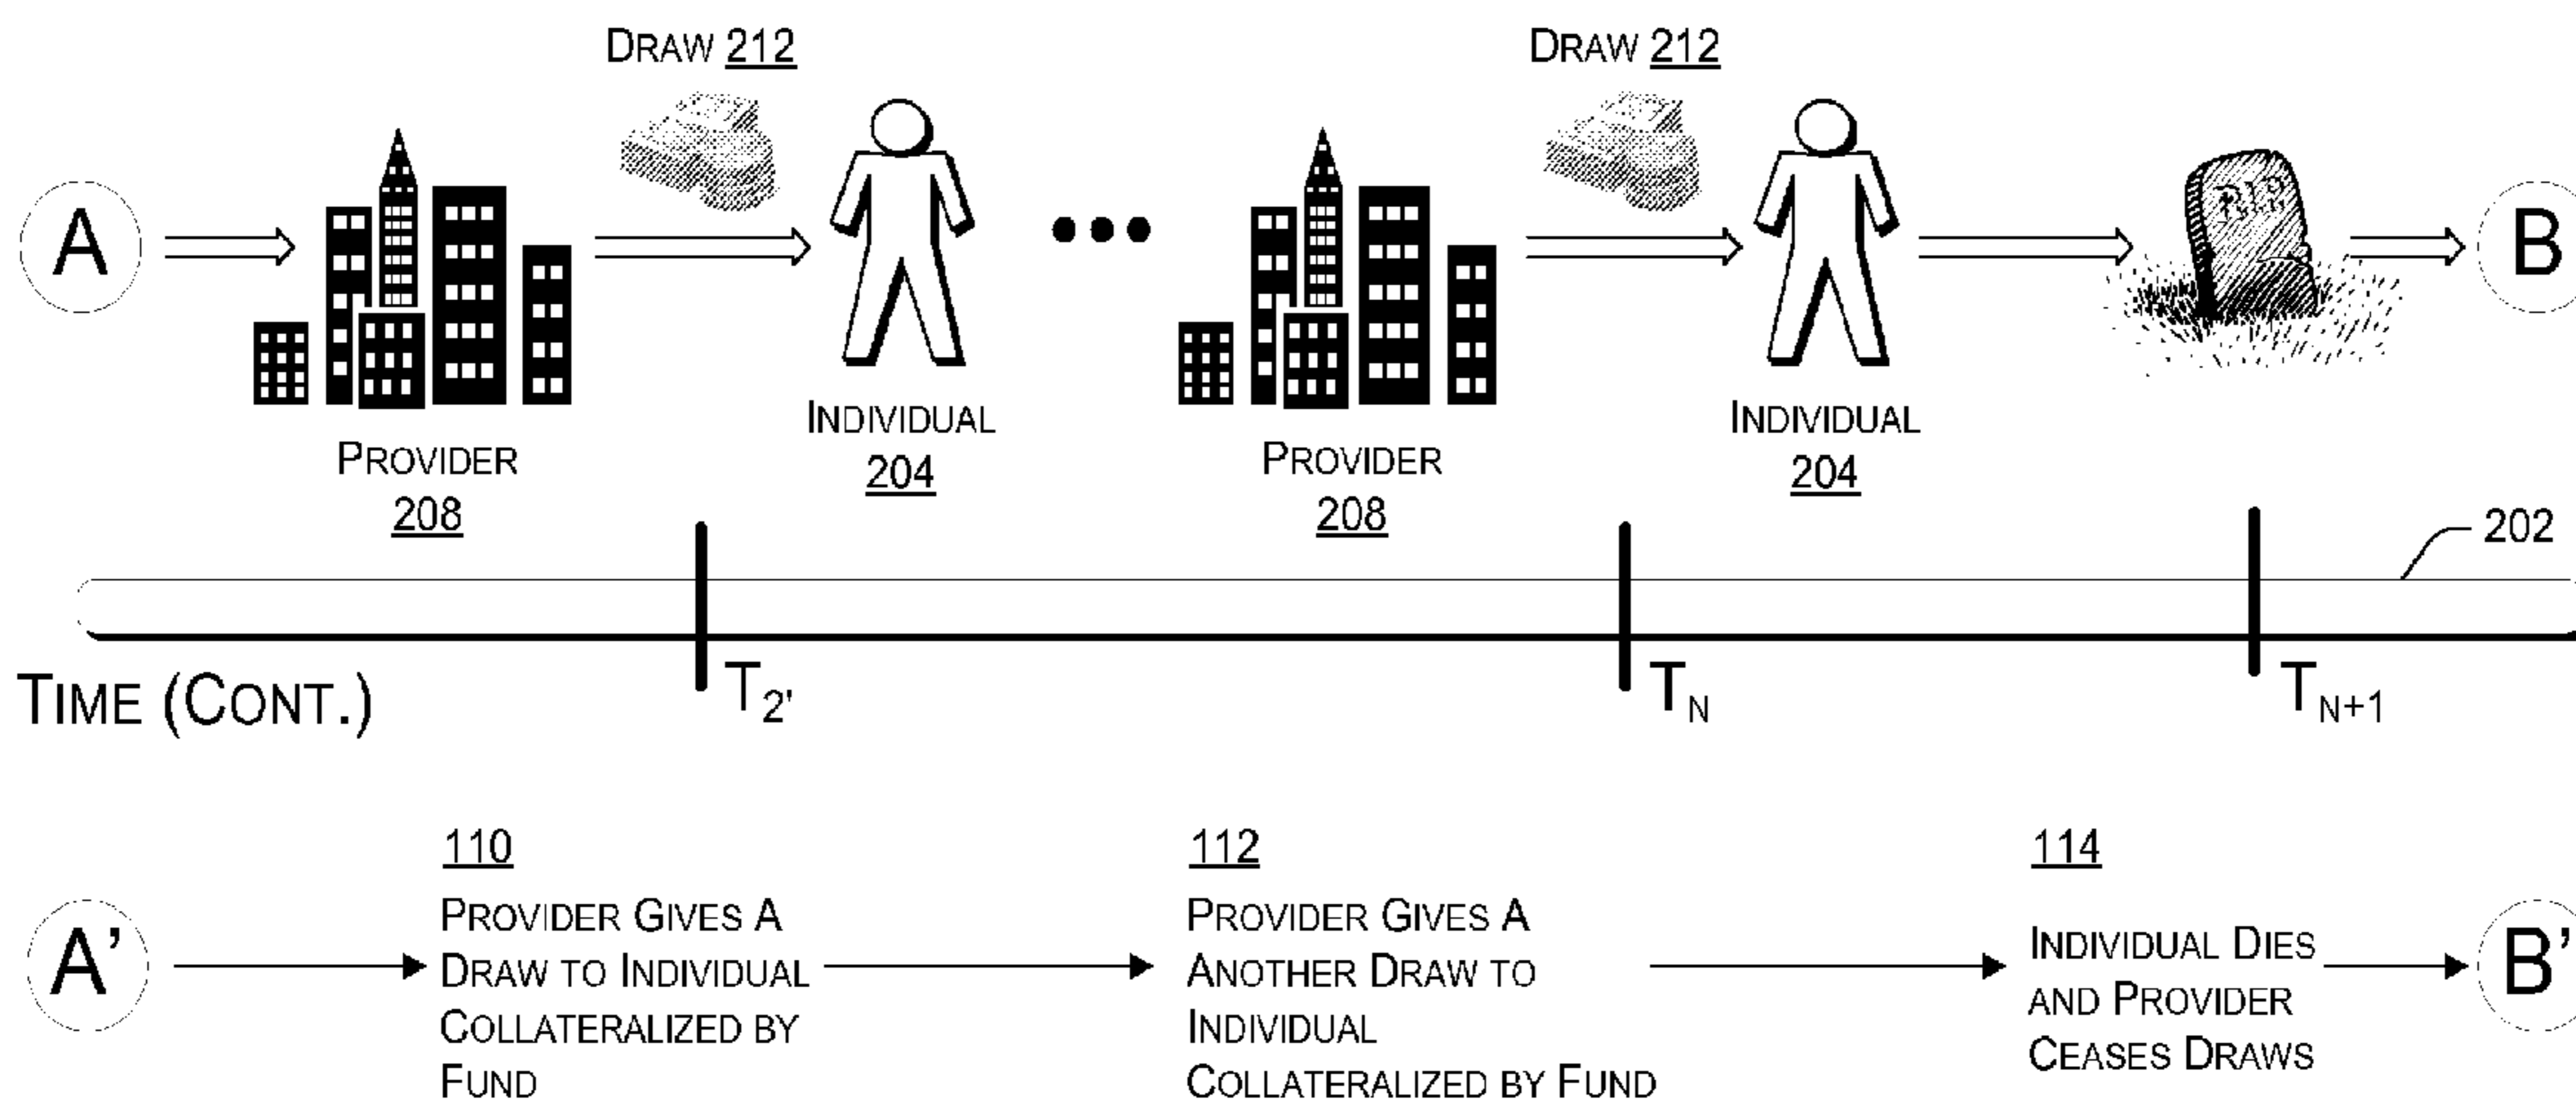 DRAW 212
DRAW 212
A
R.I.P
B
INDIVIDUAL
204
INDIVIDUAL
204
PROVIDER
208
PROVIDER
208
202
TIME (CONT.)
T2'
TN
TN+1
110
112
114
A'
PROVIDER GIVES A
DRAW TO INDIVIDUAL
COLLATERALIZED BY
FUND
PROVIDER GIVES A
ANOTHER DRAW TO
INDIVIDUAL
COLLATERALIZED BY FUND
INDIVIDUAL DIES
AND PROVIDER
CEASES DRAWS
B'